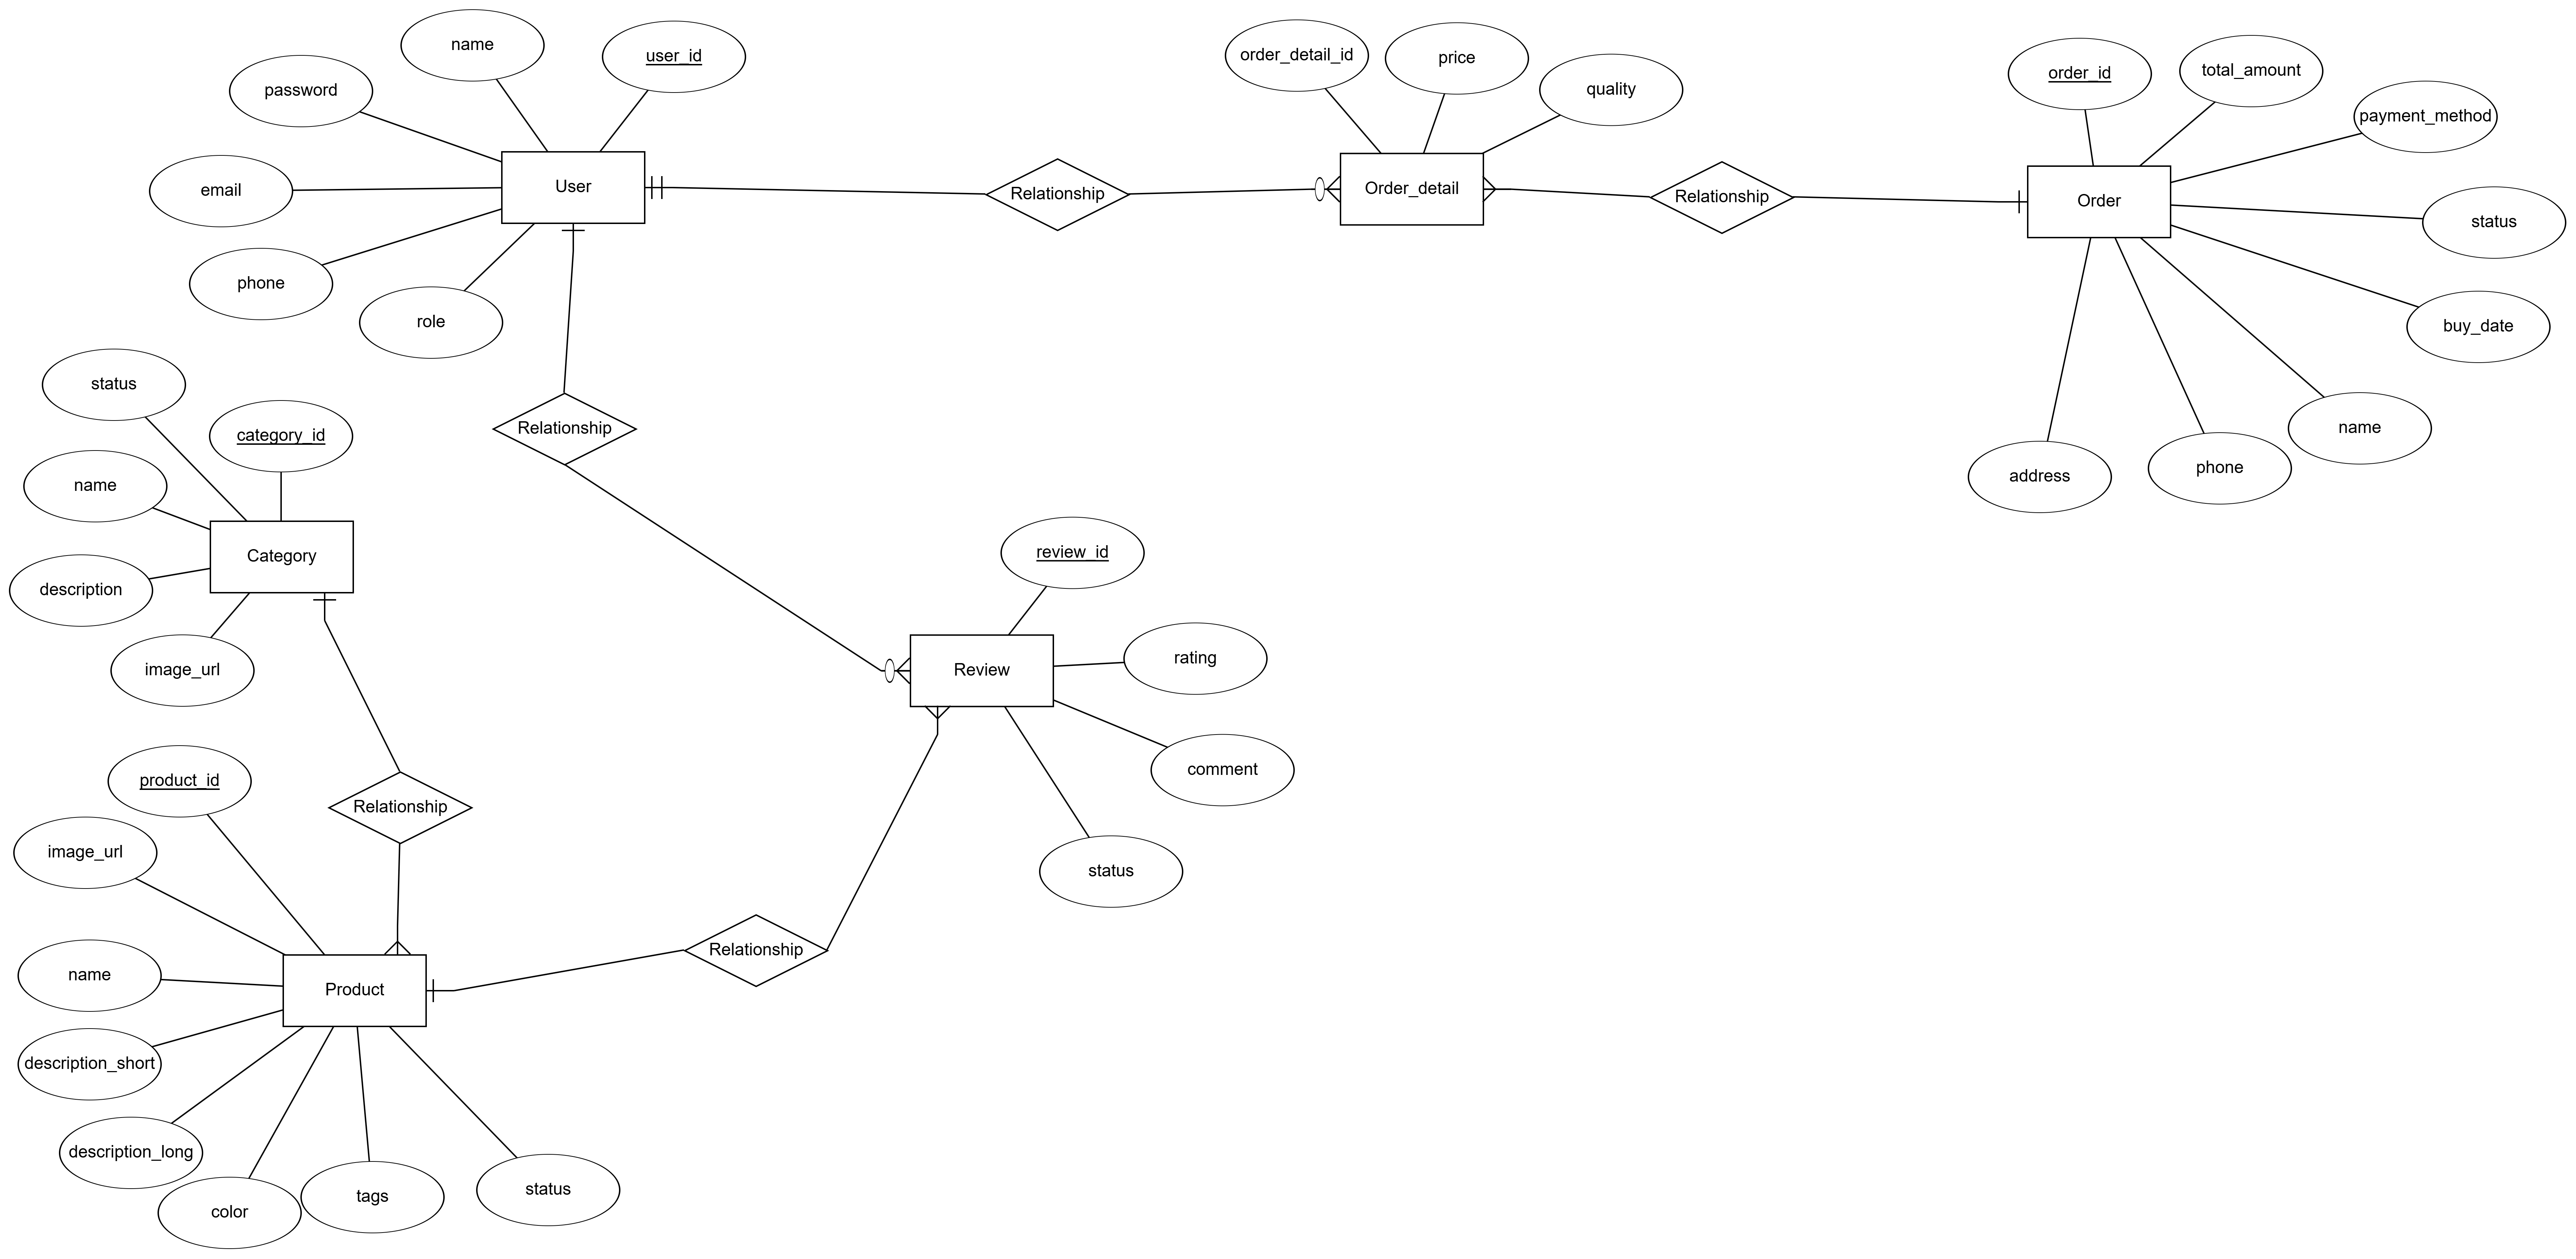 name
user_id
password
email
User
phone
role
Relationship
order_detail_id
price
quality
Order_detail
Relationship
order_id
total_amount
payment_method
Order
status
buy_date
name
phone
address
Relationship
status
category_id
name
Category
description
image_url
Relationship
review_id
Review
rating
comment
status
Relationship
product_id
image_url
name
Product
description_short
description_long
color
tags
status